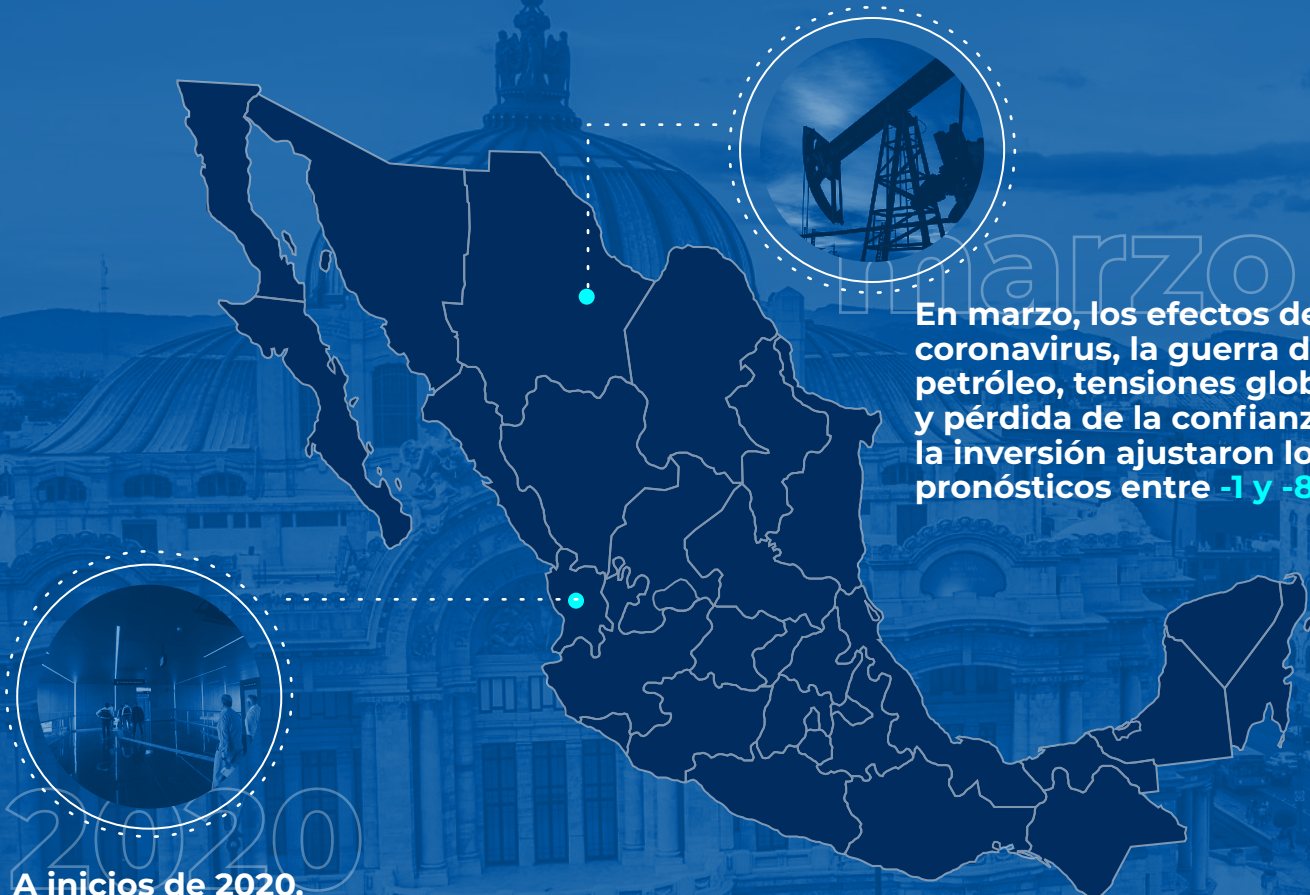 marzo
En marzo, los efectos de
coronavirus, la guerra d
petróleo, tensiones glob
y pérdida de la confianz
la inversión ajustaron lo
pronósticos entre -1 y -8
2020
A inicios de 2020,